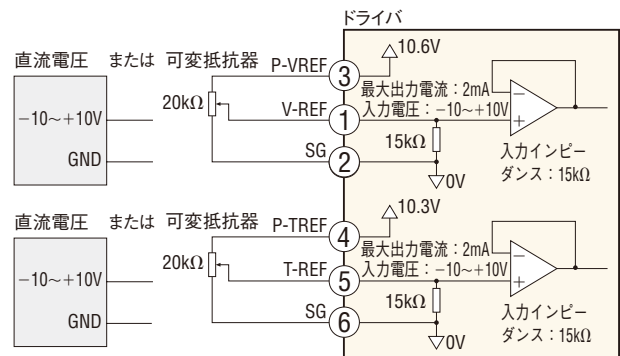 ドライバ
直流電圧 または 可変抵抗器
P-VREF
3
10.6V
最大出力電流：2mA
−10～+10V
20kΩ
V-REF
1
入力電圧：−10～+10V
−
+
15kΩ
入力インピー
ダンス：15kΩ
GND
SG
2
0V
直流電圧 または 可変抵抗器
P-TREF
4
10.3V
最大出力電流：2mA
−10～+10V
20kΩ
T-REF
5
入力電圧：−10～+10V
−
+
15kΩ
入力インピー
ダンス：15kΩ
GND
SG
6
0V